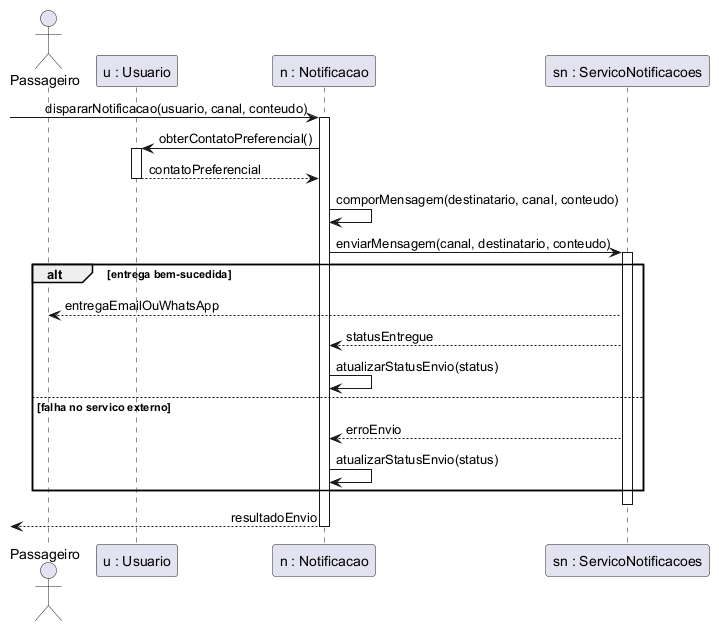 Passageiro
u : Usuario
n : Notificacao
sn : ServicoNotificacoes
dispararNotificacao(usuario, canal, conteudo)
obterContatoPreferencial()
contatoPreferencial
comporMensagem(destinatario, canal, conteudo)
enviarMensagem(canal, destinatario, conteudo)
alt [entrega bem-sucedida]
entregaEmailOuWhatsApp
statusEntregue
atualizarStatusEnvio(status)
[falha no servico externo]
erroEnvio
atualizarStatusEnvio(status)
resultadoEnvio
Passageiro
u : Usuario
n : Notificacao
sn : ServicoNotificacoes